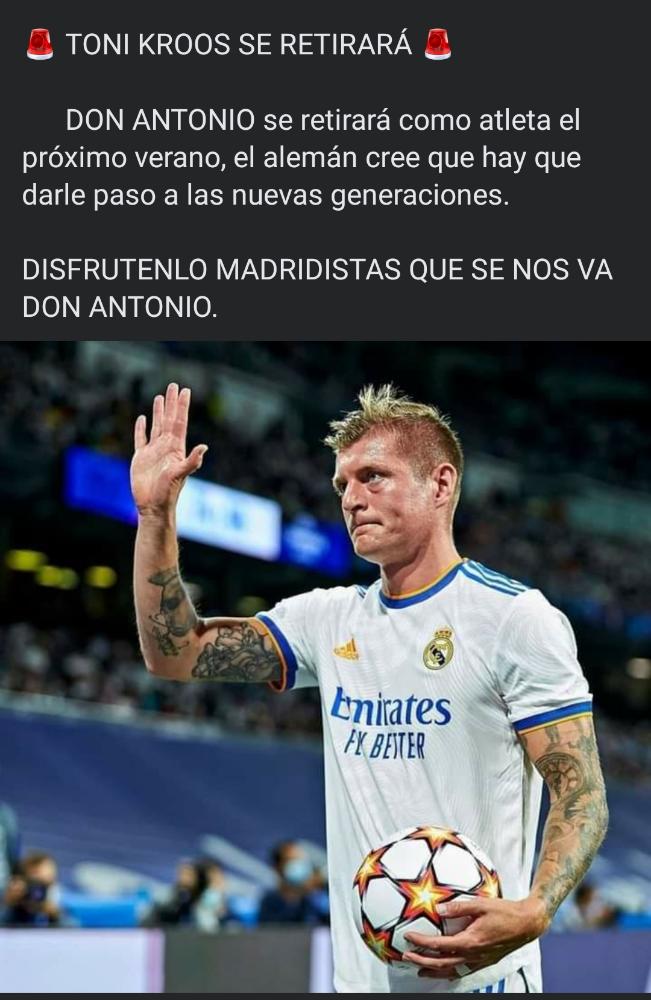 🚨 TONI KROOS SE RETIRARÁ 🚨
DON ANTONIO se retirará como atleta el
próximo verano, el alemán cree que hay que
darle paso a las nuevas generaciones.
DISFRUTENLO MADRIDISTAS QUE SE NOS VA
DON ANTONIO.
Emirates
FLY BETTER